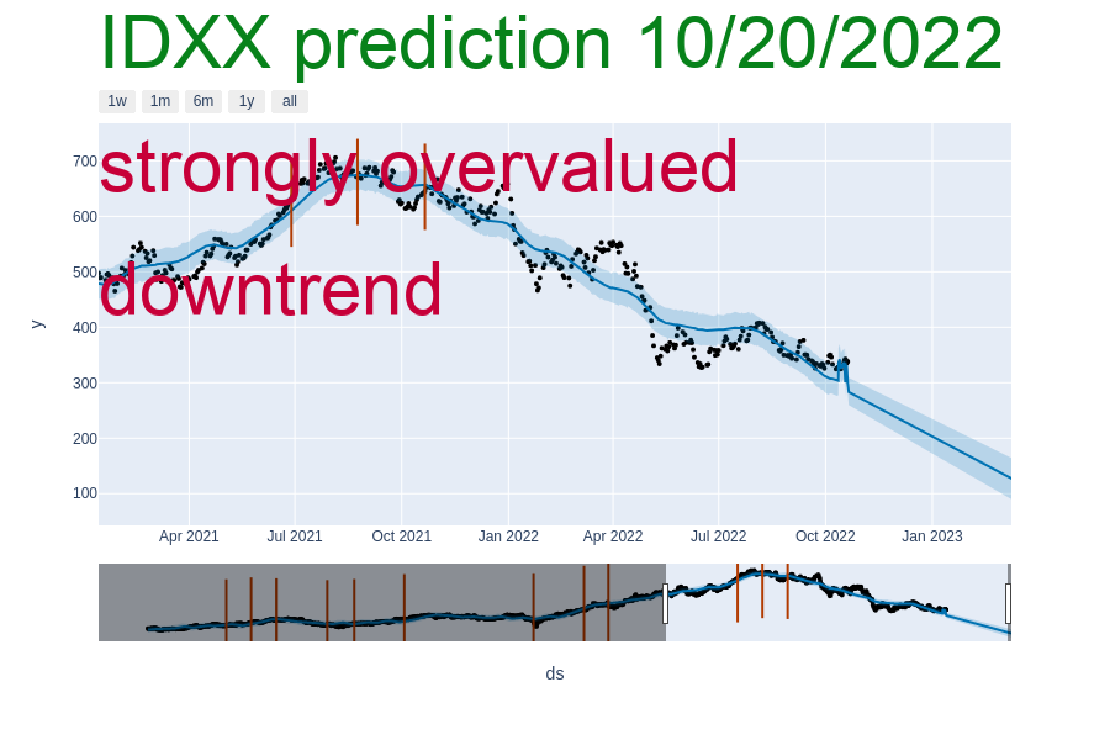 IDXX prediction 10/20/2022
1w 1m 6m 1y all
strongly overvalued
downtrend
700
600
500
400
300
200
100
y
Apr 2021 Jul 2021 Oct 2021 Jan 2022 Apr 2022 Jul 2022 Oct 2022 Jan 2023
ds